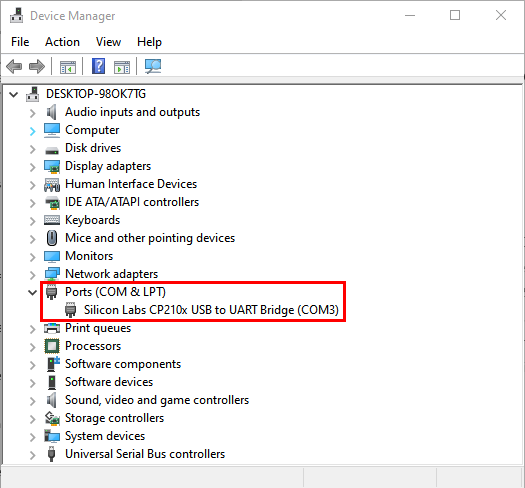 Device Manager
File Action View Help
DESKTOP-98OK7TG
Audio inputs and outputs
Computer
Disk drives
Display adapters
Human Interface Devices
IDE ATA/ATAPI controllers
Keyboards
Mice and other pointing devices
Monitors
Network adapters
Ports (COM & LPT)
Silicon Labs CP210x USB to UART Bridge (COM3)
Print queues
Processors
Software components
Software devices
Sound, video and game controllers
Storage controllers
System devices
Universal Serial Bus controllers